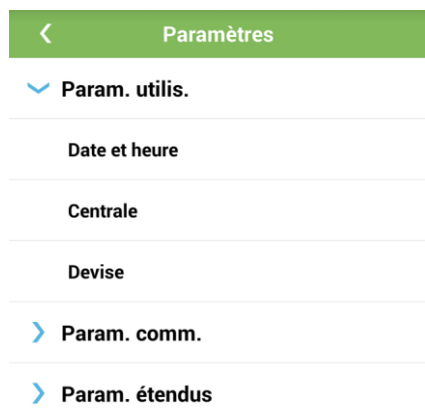 Paramètres
Param. utilis.
Date et heure
Centrale
Devise
Param. comm.
Param. étendus